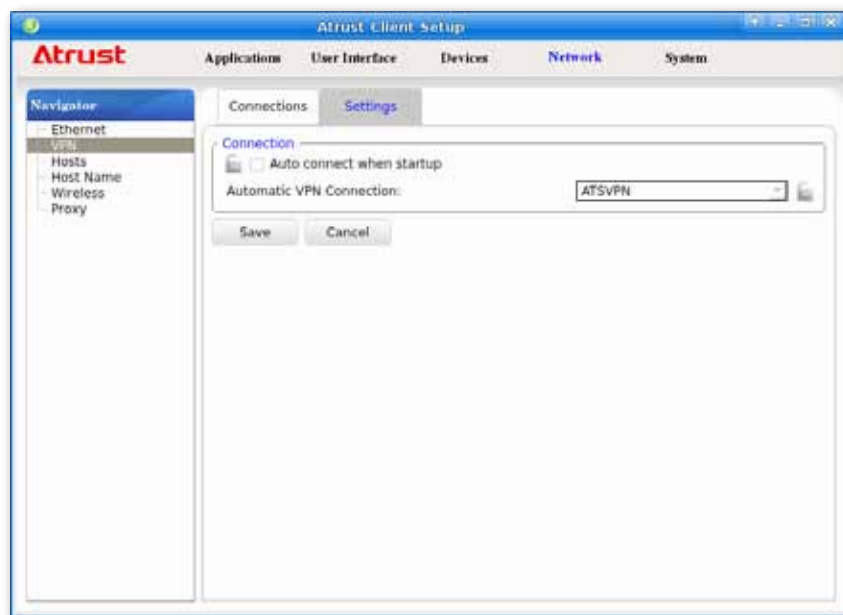 Atrust Client Setup
Atrust Applications User Interface Devices Network System
Navigator
Ethernet
VPN
Hosts
Host Name
Wireless
Proxy
Connections Settings
Connection
Auto connect when startup
Automatic VPN Connection: ATSVPN
Save Cancel